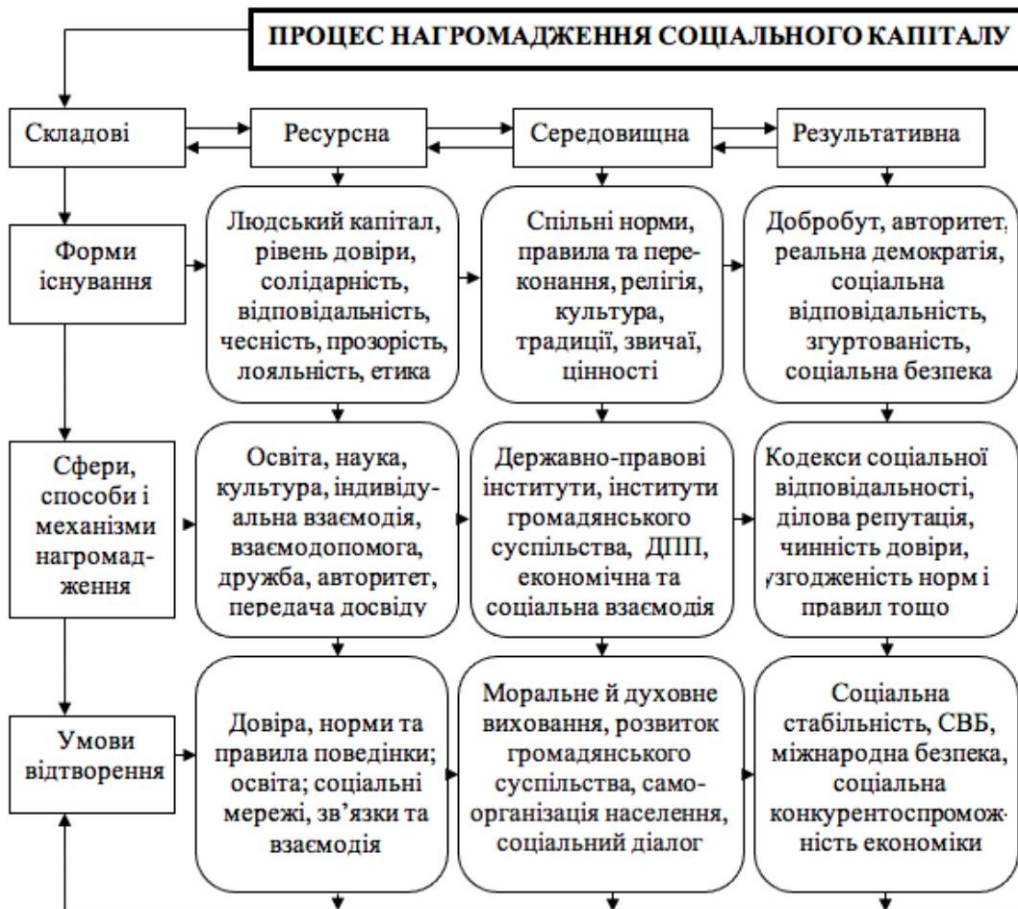 ПРОЦЕС НАГРОМАДЖЕННЯ СОЦІАЛЬНОГО КАПІТАЛУ
Складові
Ресурсна
Середовищна
Результативна
Форми
існування
Людський капітал,
рівень довіри,
солідарність,
відповідальність,
чесність, прозорість,
лояльність, етика
Спільні норми,
правила та пере-
конання, релігія,
культура,
традиції, звичаї,
цінності
Добробут, авторитет,
реальна демократія,
соціальна
відповідальність,
згуртованість,
соціальна безпека
Сфери,
способи і
механізми
нагромад-
ження
Освіта, наука,
культура, індивіду-
альна взаємодія,
взаємодопомога,
дружба, авторитет,
передача досвіду
Державно-правові
інститути, інститути
громадянського
суспільства, ДПП,
економічна та
соціальна взаємодія
Кодекси соціальної
відповідальності,
ділова репутація,
чинність довіри,
узгодженість норм і
правил тощо
Умови
відтворення
Довіра, норми та
правила поведінки;
освіта; соціальні
мережі, зв’язки та
взаємодія
Моральне й духовне
виховання, розвиток
громадянського
суспільства, само-
організація населення,
соціальний діалог
Соціальна
стабільність, СВБ,
міжнародна безпека,
соціальна
конкурентоспромож-
ність економіки